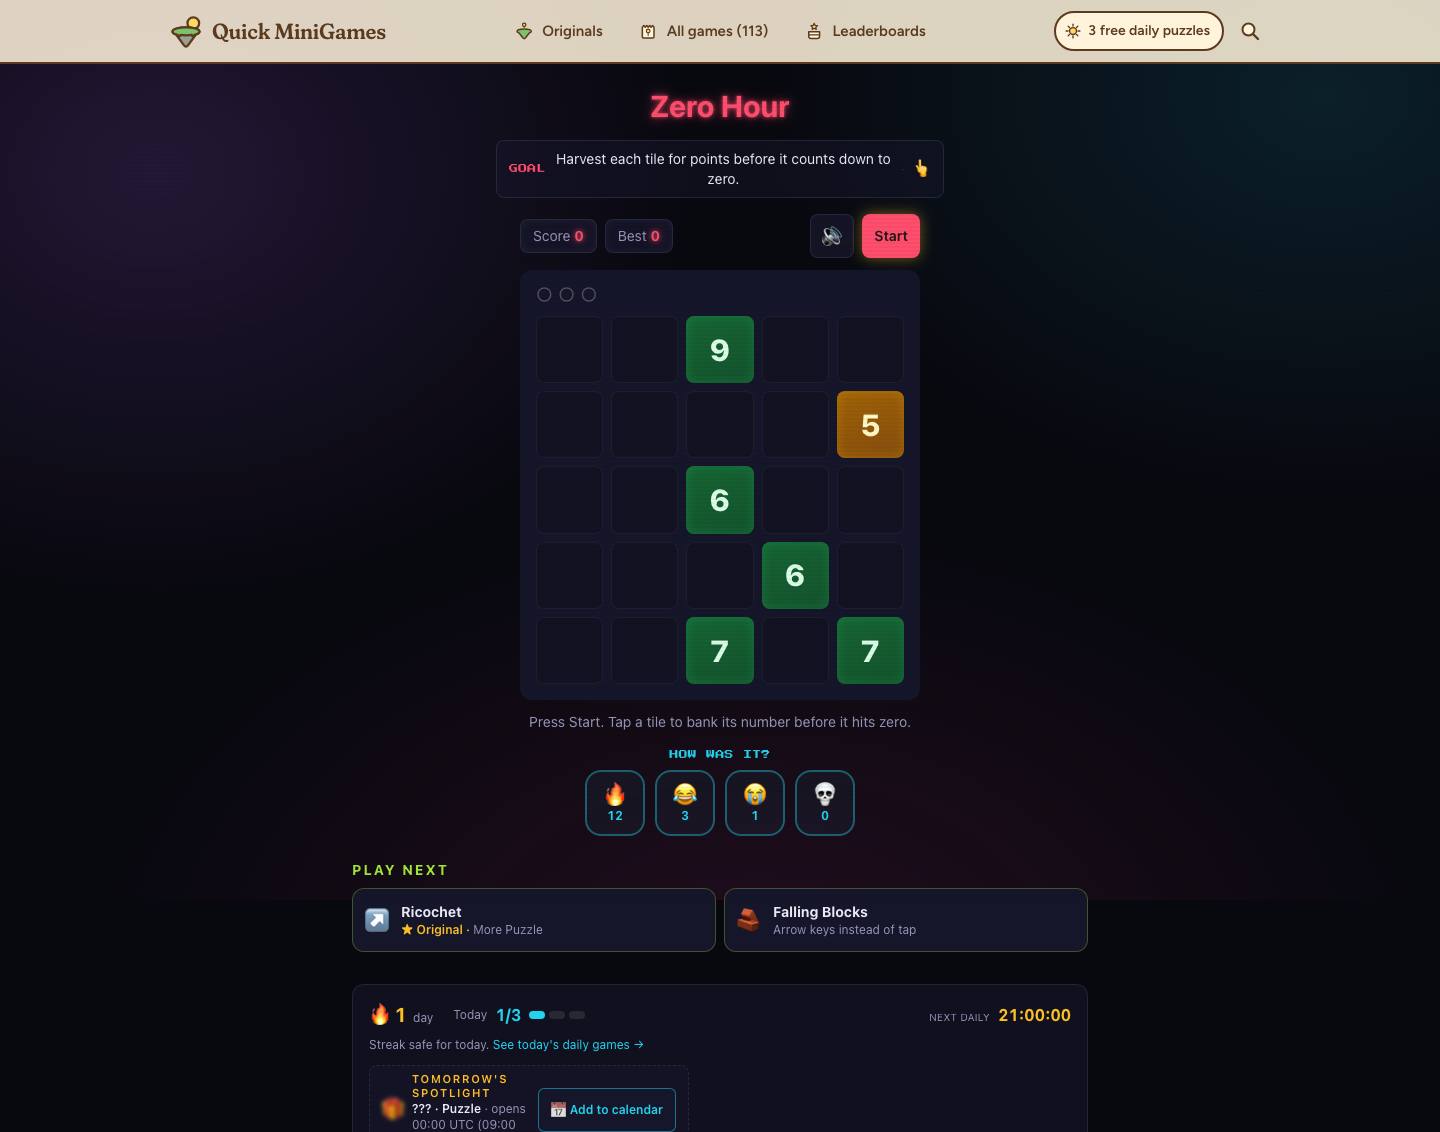 Quick MiniGames
Originals
All games (113)
Leaderboards
3 free daily puzzles
Zero Hour
GOAL
Harvest each tile for points before it counts down to
zero.
Score 0
Best 0
Start
9
5
6
6
7
7
Press Start. Tap a tile to bank its number before it hits zero.
HOW WAS IT?
12
3
1
0
PLAY NEXT
Ricochet
Original · More Puzzle
Falling Blocks
Arrow keys instead of tap
1 day
Today 1/3
NEXT DAILY 21:00:00
Streak safe for today. See today's daily games →
TOMORROW'S
SPOTLIGHT
??? · Puzzle · opens
00:00 UTC (09:00
Add to calendar